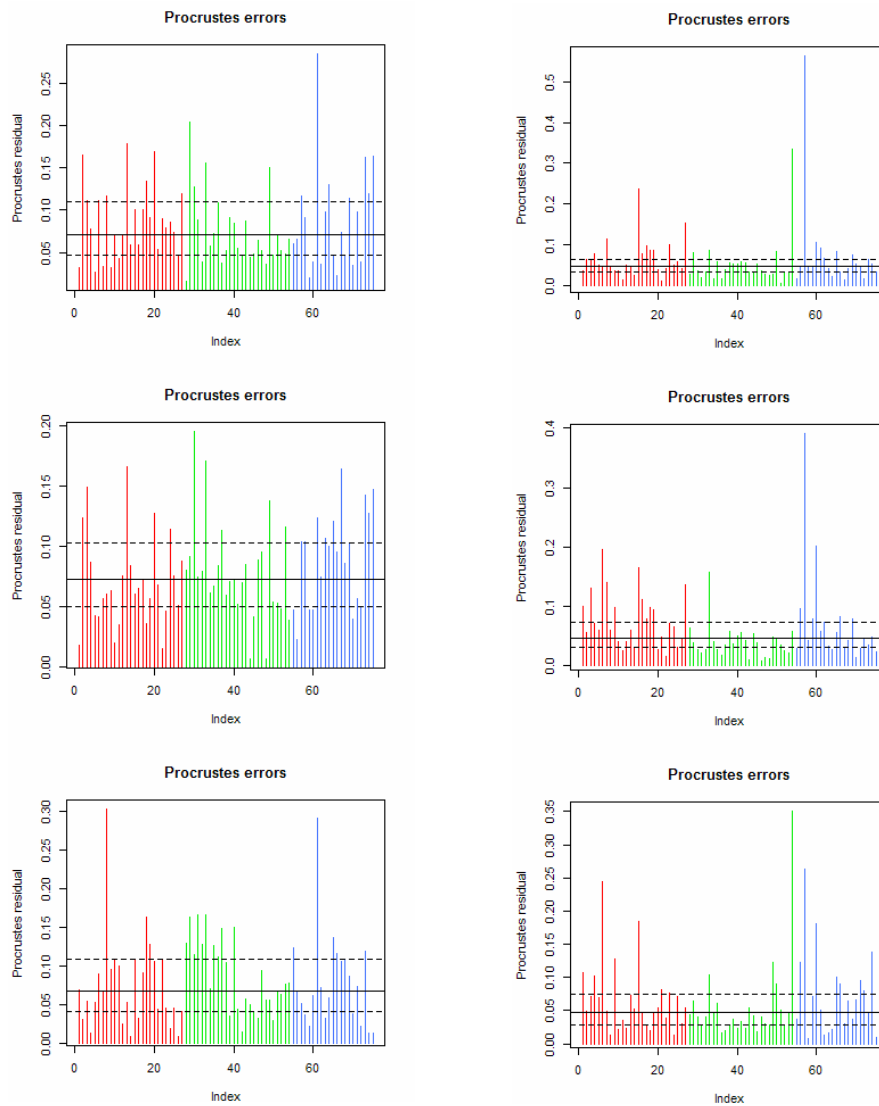 Procrustes errors
Procrustes residual
0.05 0.10 0.15 0.20 0.25
0 20 40 60
Index
Procrustes errors
Procrustes residual
0.0 0.1 0.2 0.3 0.4 0.5
0 20 40 60
Index
Procrustes errors
Procrustes residual
0.00 0.05 0.10 0.15 0.20
0 20 40 60
Index
Procrustes errors
Procrustes residual
0.0 0.1 0.2 0.3 0.4
0 20 40 60
Index
Procrustes errors
Procrustes residual
0.00 0.05 0.10 0.15 0.20 0.25 0.30
0 20 40 60
Index
Procrustes errors
Procrustes residual
0.00 0.05 0.10 0.15 0.20 0.25 0.30 0.35
0 20 40 60
Index